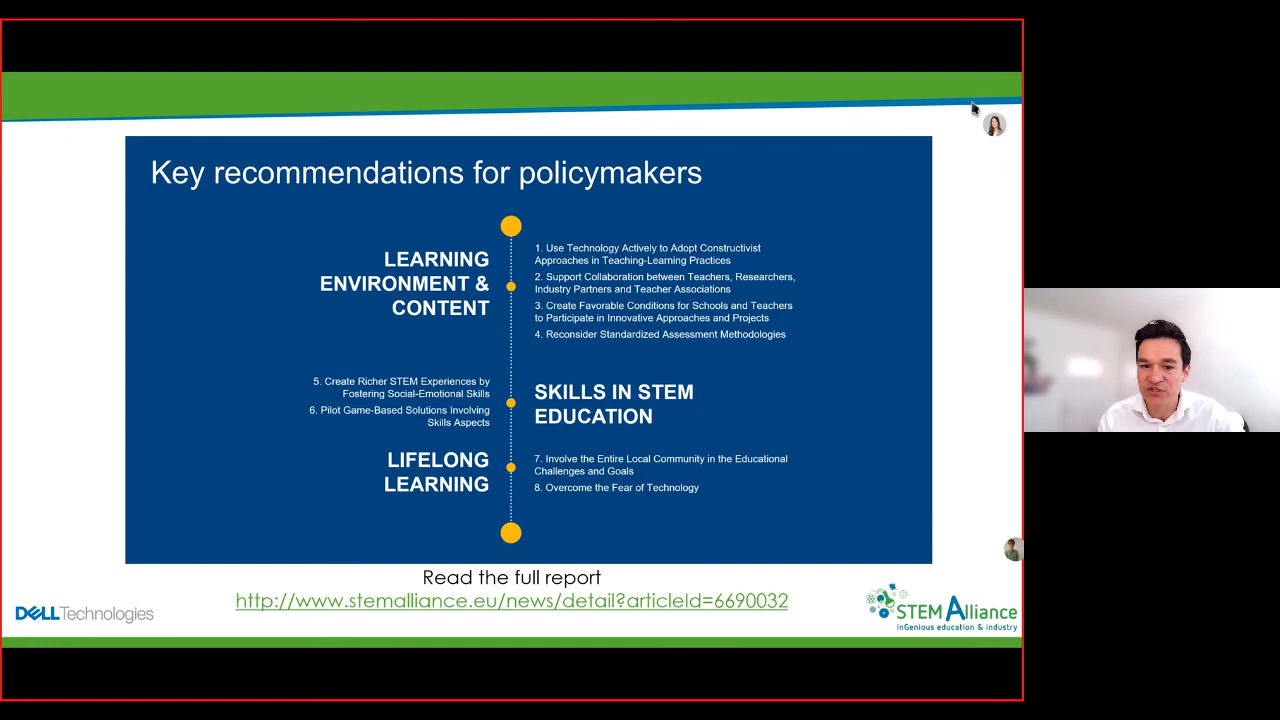 Key recommendations for policymakers
LEARNING
ENVIRONMENT &
CONTENT
1. Use Technology Actively to Adopt Constructivist
Approaches in Teaching-Learning Practices
2. Support Collaboration between Teachers, Researchers,
Industry Partners and Teacher Associations
3. Create Favorable Conditions for Schools and Teachers
to Participate in Innovative Approaches and Projects
4. Reconsider Standardized Assessment Methodologies
5. Create Richer STEM Experiences by
Fostering Social-Emotional Skills
6. Pilot Game-Based Solutions Involving
Skills Aspects
SKILLS IN STEM
EDUCATION
LIFELONG
LEARNING
7. Involve the Entire Local Community in the Educational
Challenges and Goals
8. Overcome the Fear of Technology
Read the full report
http://www.stemalliance.eu/news/detail?articleId=6690032
DELLTechnologies
STEM Alliance
inGenious education & industry